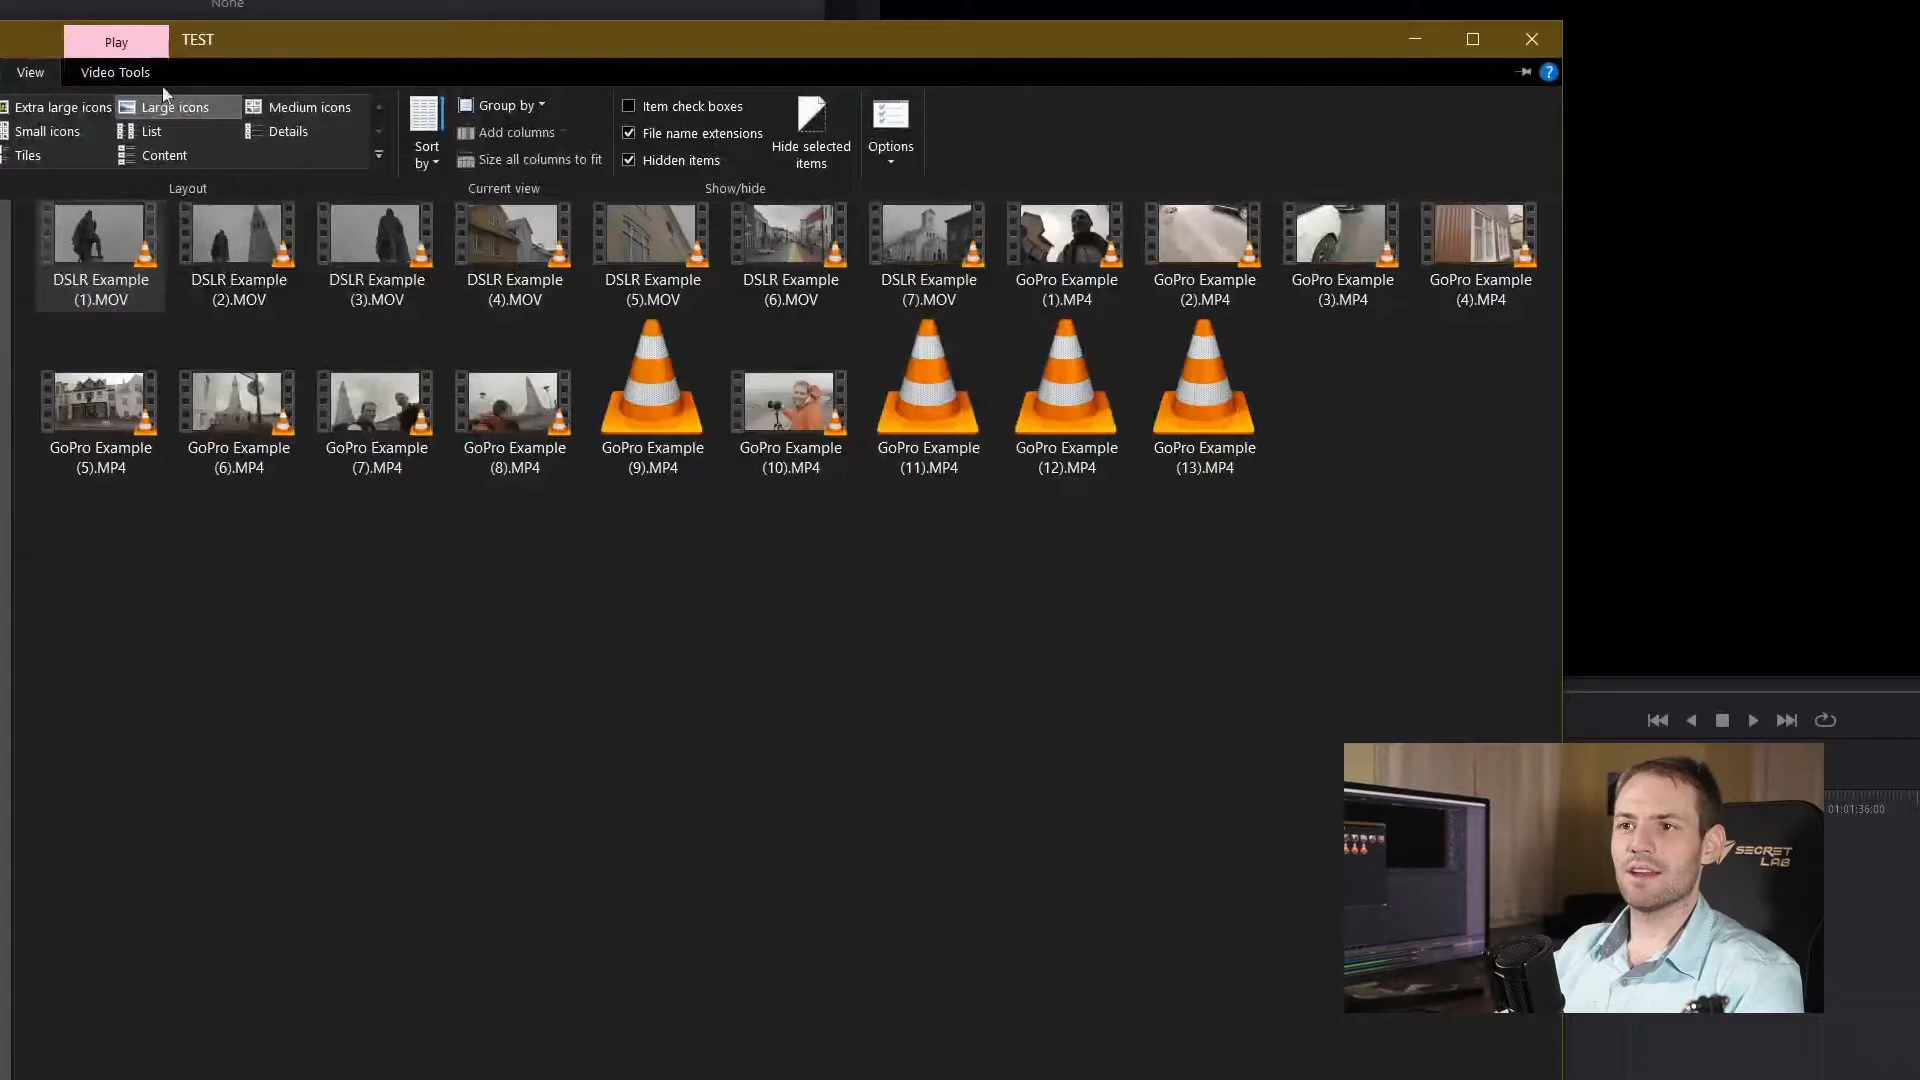 None
Play
TEST
View
Video Tools
Extra large icons
Large icons
Medium icons
Small icons
List
Details
Tiles
Content
Layout
Sort
by
Group by
Add columns
Size all columns to fit
Current view
Item check boxes
File name extensions
Hidden items
Hide selected
items
Show/hide
Options
?
DSLR Example
(1).MOV
DSLR Example
(2).MOV
DSLR Example
(3).MOV
DSLR Example
(4).MOV
DSLR Example
(5).MOV
DSLR Example
(6).MOV
DSLR Example
(7).MOV
GoPro Example
(1).MP4
GoPro Example
(2).MP4
GoPro Example
(3).MP4
GoPro Example
(4).MP4
GoPro Example
(5).MP4
GoPro Example
(6).MP4
GoPro Example
(7).MP4
GoPro Example
(8).MP4
GoPro Example
(9).MP4
GoPro Example
(10).MP4
GoPro Example
(11).MP4
GoPro Example
(12).MP4
GoPro Example
(13).MP4
01:01:36:00
SECRET
LAB